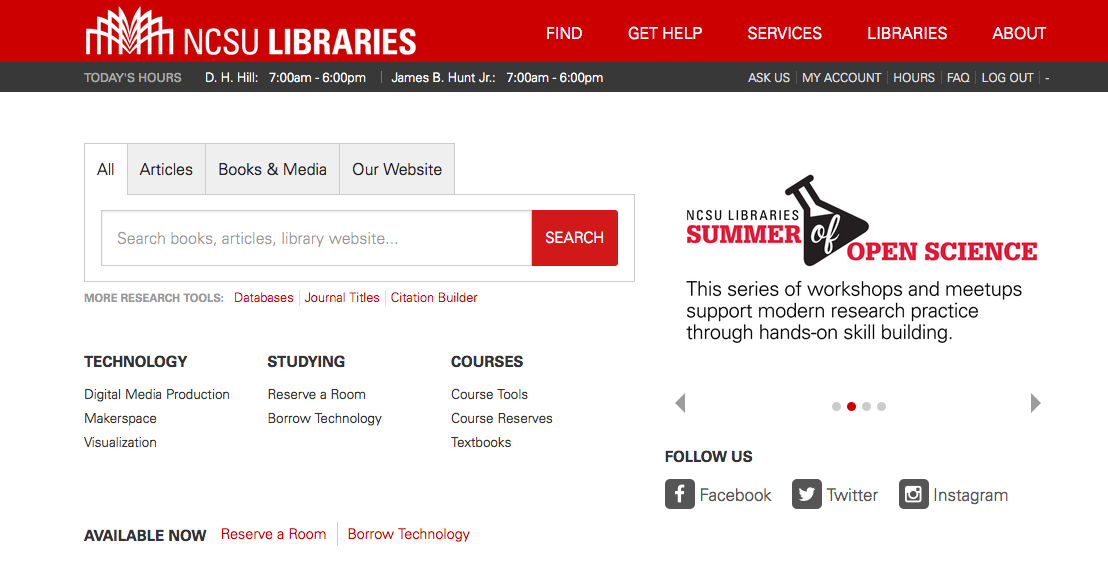 NCSU LIBRARIES
FIND GET HELP SERVICES LIBRARIES ABOUT
TODAY'S HOURS D. H. Hill: 7:00am - 6:00pm James B. Hunt Jr.: 7:00am - 6:00pm
ASK US MY ACCOUNT HOURS FAQ LOG OUT -
All Articles Books & Media Our Website
Search books, articles, library website...
SEARCH
MORE RESEARCH TOOLS: Databases Journal Titles Citation Builder
TECHNOLOGY
Digital Media Production
Makerspace
Visualization
STUDYING
Reserve a Room
Borrow Technology
COURSES
Course Tools
Course Reserves
Textbooks
AVAILABLE NOW Reserve a Room Borrow Technology
NCSU LIBRARIES
SUMMER of OPEN SCIENCE
This series of workshops and meetups
support modern research practice
through hands-on skill building.
FOLLOW US
Facebook Twitter Instagram